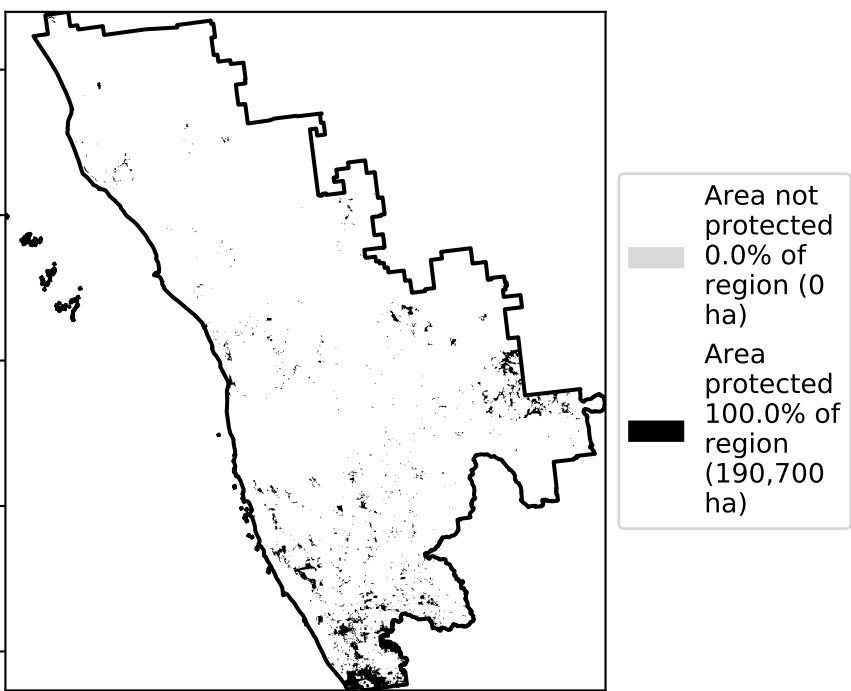 Area not
protected
0.0% of
region (0
ha)
Area
protected
100.0% of
region
(190,700
ha)